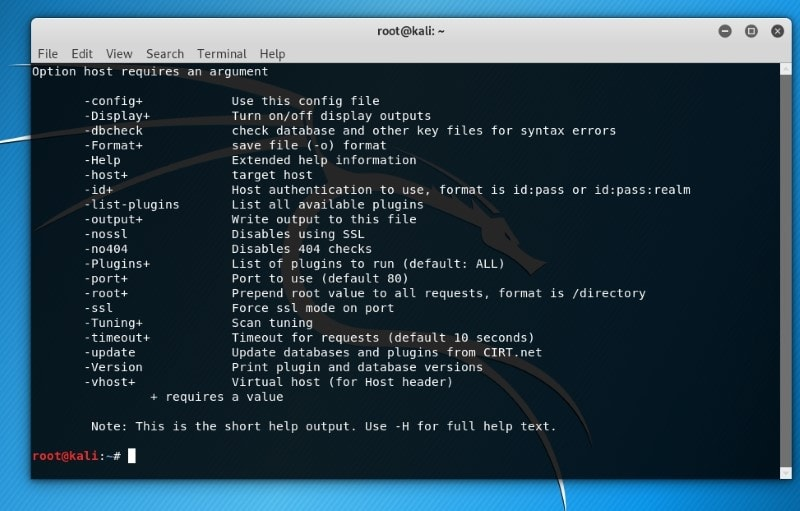 root@kali: ~
File Edit View Search Terminal Help
Option host requires an argument
-config+ Use this config file
-Display+ Turn on/off display outputs
-dbcheck check database and other key files for syntax errors
-Format+ save file (-o) format
-Help Extended help information
-host+ target host
-id+ Host authentication to use, format is id:pass or id:pass:realm
-list-plugins List all available plugins
-output+ Write output to this file
-nossl Disables using SSL
-no404 Disables 404 checks
-Plugins+ List of plugins to run (default: ALL)
-port+ Port to use (default 80)
-root+ Prepend root value to all requests, format is /directory
-ssl Force ssl mode on port
-Tuning+ Scan tuning
-timeout+ Timeout for requests (default 10 seconds)
-update Update databases and plugins from CIRT.net
-Version Print plugin and database versions
-vhost+ Virtual host (for Host header)
+ requires a value
Note: This is the short help output. Use -H for full help text.
root@kali:~#